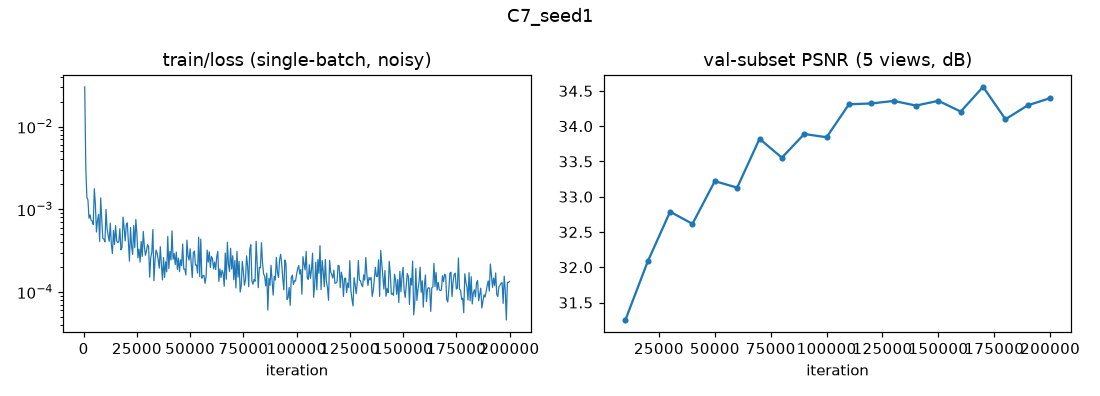 C7_seed1
train/loss (single-batch, noisy)
10⁻²
10⁻³
10⁻⁴
0 25000 50000 75000 100000 125000 150000 175000 200000
iteration
val-subset PSNR (5 views, dB)
34.5
34.0
33.5
33.0
32.5
32.0
31.5
25000 50000 75000 100000 125000 150000 175000 200000
iteration